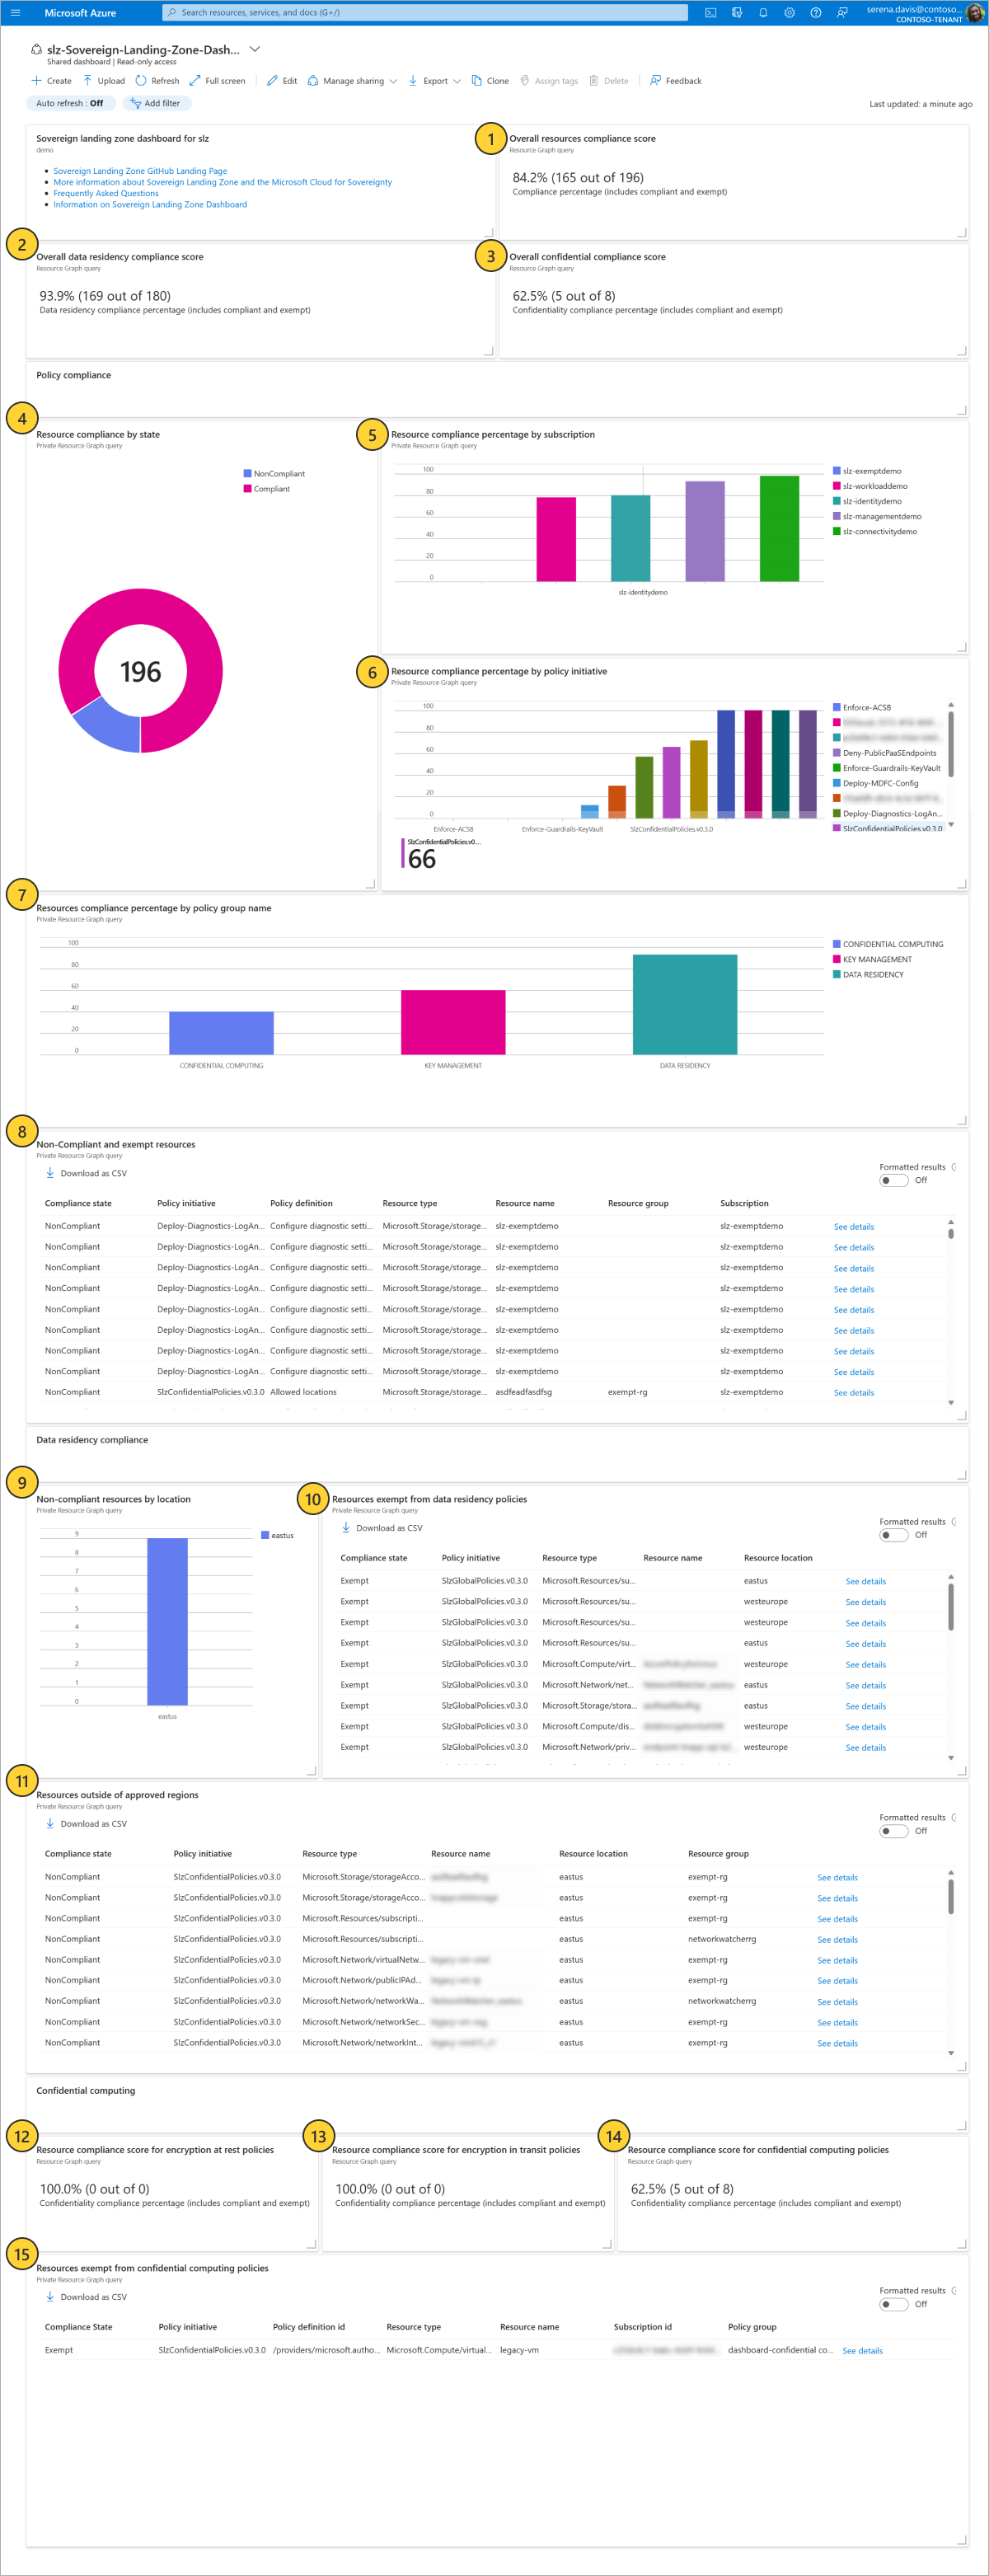 Microsoft Azure
Search resources, services, and docs (G+/)
serena.davis@contoso...
CONTOSO-TENANT
slz-Sovereign-Landing-Zone-Dash...
Shared dashboard | Read-only access
Create Upload Refresh Full screen Edit Manage sharing Export Clone Assign tags Delete Feedback
Auto refresh : Off Add filter Last updated: a minute ago
Sovereign landing zone dashboard for slz
demo
Sovereign Landing Zone GitHub Landing Page
More information about Sovereign Landing Zone and the Microsoft Cloud for Sovereignty
Frequently Asked Questions
Information on Sovereign Landing Zone Dashboard
1
Overall resources compliance score
Resource Graph query
84.2% (165 out of 196)
Compliance percentage (includes compliant and exempt)
2
Overall data residency compliance score
Resource Graph query
93.9% (169 out of 180)
Data residency compliance percentage (includes compliant and exempt)
3
Overall confidential compliance score
Resource Graph query
62.5% (5 out of 8)
Confidentiality compliance percentage (includes compliant and exempt)
Policy compliance
4
Resource compliance by state
Private Resource Graph query
NonCompliant
Compliant
196
5
Resource compliance percentage by subscription
Private Resource Graph query
100
80
60
40
20
0
slz-identitydemo
slz-exemptdemo
slz-workloaddemo
slz-identitydemo
slz-managementdemo
slz-connectivitydemo
6
Resource compliance percentage by policy initiative
Private Resource Graph query
100
80
60
40
20
0
Enforce-ACSB Enforce-Guardrails-KeyVault SlzConfidentialPolicies.v0.3.0
Enforce-ACSB
Deny-PublicPaaSEndpoints
Enforce-Guardrails-KeyVault
Deploy-MDFC-Config
Deploy-Diagnostics-LogAn...
SlzConfidentialPolicies.v0.3.0
SlzConfidentialPolicies.v0...
66
7
Resources compliance percentage by policy group name
Private Resource Graph query
100
80
60
40
20
0
CONFIDENTIAL COMPUTING KEY MANAGEMENT DATA RESIDENCY
CONFIDENTIAL COMPUTING
KEY MANAGEMENT
DATA RESIDENCY
8
Non-Compliant and exempt resources
Private Resource Graph query
Download as CSV
Formatted results
Off
Compliance state Policy initiative Policy definition Resource type Resource name Resource group Subscription
NonCompliant Deploy-Diagnostics-LogAn... Configure diagnostic setti... Microsoft.Storage/storage... slz-exemptdemo slz-exemptdemo See details
NonCompliant Deploy-Diagnostics-LogAn... Configure diagnostic setti... Microsoft.Storage/storage... slz-exemptdemo slz-exemptdemo See details
NonCompliant Deploy-Diagnostics-LogAn... Configure diagnostic setti... Microsoft.Storage/storage... slz-exemptdemo slz-exemptdemo See details
NonCompliant Deploy-Diagnostics-LogAn... Configure diagnostic setti... Microsoft.Storage/storage... slz-exemptdemo slz-exemptdemo See details
NonCompliant Deploy-Diagnostics-LogAn... Configure diagnostic setti... Microsoft.Storage/storage... slz-exemptdemo slz-exemptdemo See details
NonCompliant Deploy-Diagnostics-LogAn... Configure diagnostic setti... Microsoft.Storage/storage... slz-exemptdemo slz-exemptdemo See details
NonCompliant Deploy-Diagnostics-LogAn... Configure diagnostic setti... Microsoft.Storage/storage... slz-exemptdemo slz-exemptdemo See details
NonCompliant Deploy-Diagnostics-LogAn... Configure diagnostic setti... Microsoft.Storage/storage... slz-exemptdemo slz-exemptdemo See details
NonCompliant SlzConfidentialPolicies.v0.3.0 Allowed locations Microsoft.Storage/storage... asdfeadfasdfsg exempt-rg slz-exemptdemo See details
Data residency compliance
9
Non-compliant resources by location
Private Resource Graph query
9
8
7
6
5
4
3
2
1
0
eastus
eastus
10
Resources exempt from data residency policies
Private Resource Graph query
Download as CSV
Formatted results
Off
Compliance state Policy initiative Resource type Resource name Resource location
Exempt SlzGlobalPolicies.v0.3.0 Microsoft.Resources/su... eastus See details
Exempt SlzGlobalPolicies.v0.3.0 Microsoft.Resources/su... westeurope See details
Exempt SlzGlobalPolicies.v0.3.0 Microsoft.Resources/su... westeurope See details
Exempt SlzGlobalPolicies.v0.3.0 Microsoft.Resources/su... eastus See details
Exempt SlzGlobalPolicies.v0.3.0 Microsoft.Compute/virt... westeurope See details
Exempt SlzGlobalPolicies.v0.3.0 Microsoft.Network/net... eastus See details
Exempt SlzGlobalPolicies.v0.3.0 Microsoft.Storage/stora... eastus See details
Exempt SlzGlobalPolicies.v0.3.0 Microsoft.Compute/dis... westeurope See details
Exempt SlzGlobalPolicies.v0.3.0 Microsoft.Network/priv... westeurope See details
11
Resources outside of approved regions
Private Resource Graph query
Download as CSV
Formatted results
Off
Compliance state Policy initiative Resource type Resource name Resource location Resource group
NonCompliant SlzConfidentialPolicies.v0.3.0 Microsoft.Storage/storageAcco... eastus exempt-rg See details
NonCompliant SlzConfidentialPolicies.v0.3.0 Microsoft.Storage/storageAcco... eastus exempt-rg See details
NonCompliant SlzConfidentialPolicies.v0.3.0 Microsoft.Resources/subscripti... eastus exempt-rg See details
NonCompliant SlzConfidentialPolicies.v0.3.0 Microsoft.Resources/subscripti... eastus networkwatcherrg See details
NonCompliant SlzConfidentialPolicies.v0.3.0 Microsoft.Network/virtualNetw... eastus exempt-rg See details
NonCompliant SlzConfidentialPolicies.v0.3.0 Microsoft.Network/publicIPAd... eastus exempt-rg See details
NonCompliant SlzConfidentialPolicies.v0.3.0 Microsoft.Network/networkWa... eastus networkwatcherrg See details
NonCompliant SlzConfidentialPolicies.v0.3.0 Microsoft.Network/networkSec... eastus exempt-rg See details
NonCompliant SlzConfidentialPolicies.v0.3.0 Microsoft.Network/networkInt... eastus exempt-rg See details
Confidential computing
12
Resource compliance score for encryption at rest policies
Resource Graph query
100.0% (0 out of 0)
Confidentiality compliance percentage (includes compliant and exempt)
13
Resource compliance score for encryption in transit policies
Resource Graph query
100.0% (0 out of 0)
Confidentiality compliance percentage (includes compliant and exempt)
14
Resource compliance score for confidential computing policies
Resource Graph query
62.5% (5 out of 8)
Confidentiality compliance percentage (includes compliant and exempt)
15
Resources exempt from confidential computing policies
Private Resource Graph query
Download as CSV
Formatted results
Off
Compliance State Policy initiative Policy definition id Resource type Resource name Subscription id Policy group
Exempt SlzConfidentialPolicies.v0.3.0 /providers/microsoft.autho... Microsoft.Compute/virtual... legacy-vm dashboard-confidential co... See details